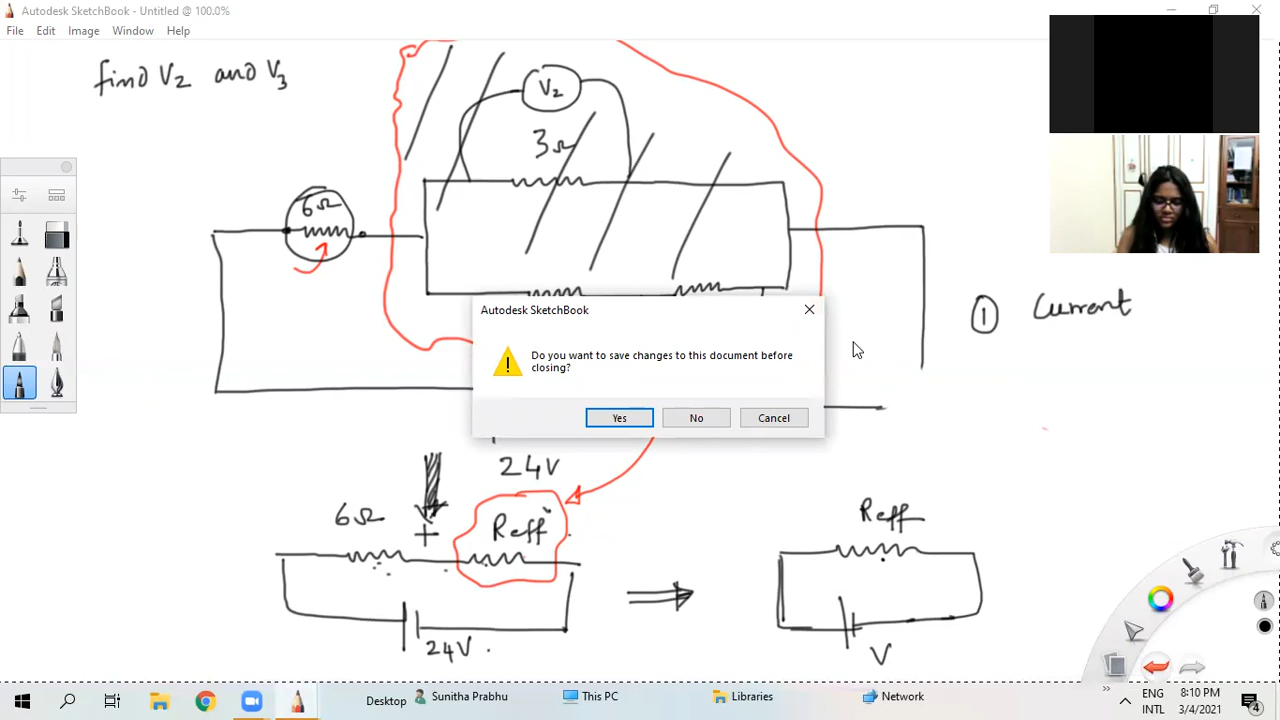 Autodesk SketchBook - Untitled @ 100.0%
File Edit Image Window Help
find V2 and V3
V2
3Ω
6Ω
① Current
Autodesk SketchBook
Do you want to save changes to this document before
closing?
Yes No Cancel
24V
6Ω
+
Reff
24V
Reff
V
Desktop Sunitha Prabhu This PC Libraries Network
ENG
INTL
8:10 PM
3/4/2021
4